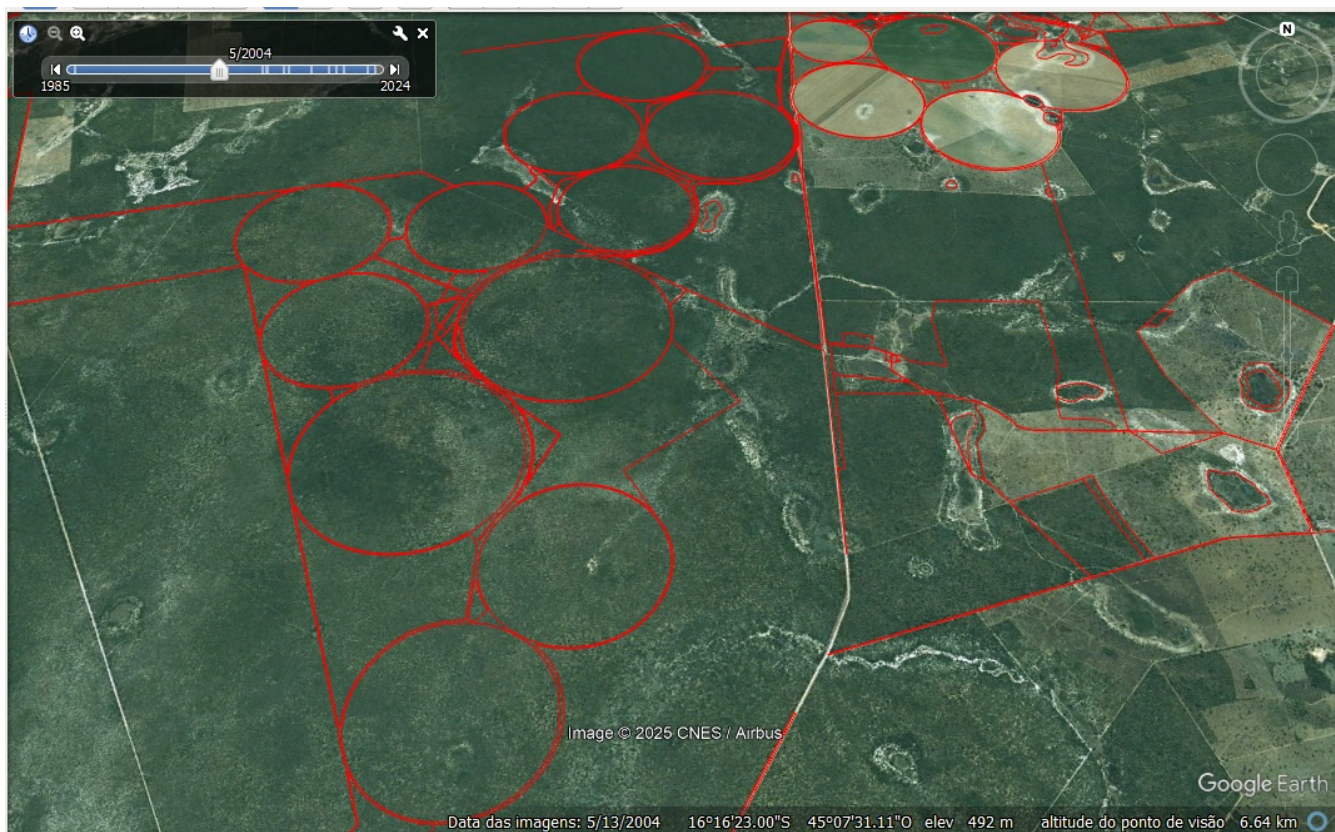 5/2004
1985 2024
N
Image © 2025 CNES / Airbus
Google Earth
Data das imagens: 5/13/2004 16°16'23.00"S 45°07'31.11"O elev 492 m altitude do ponto de visão 6.64 km